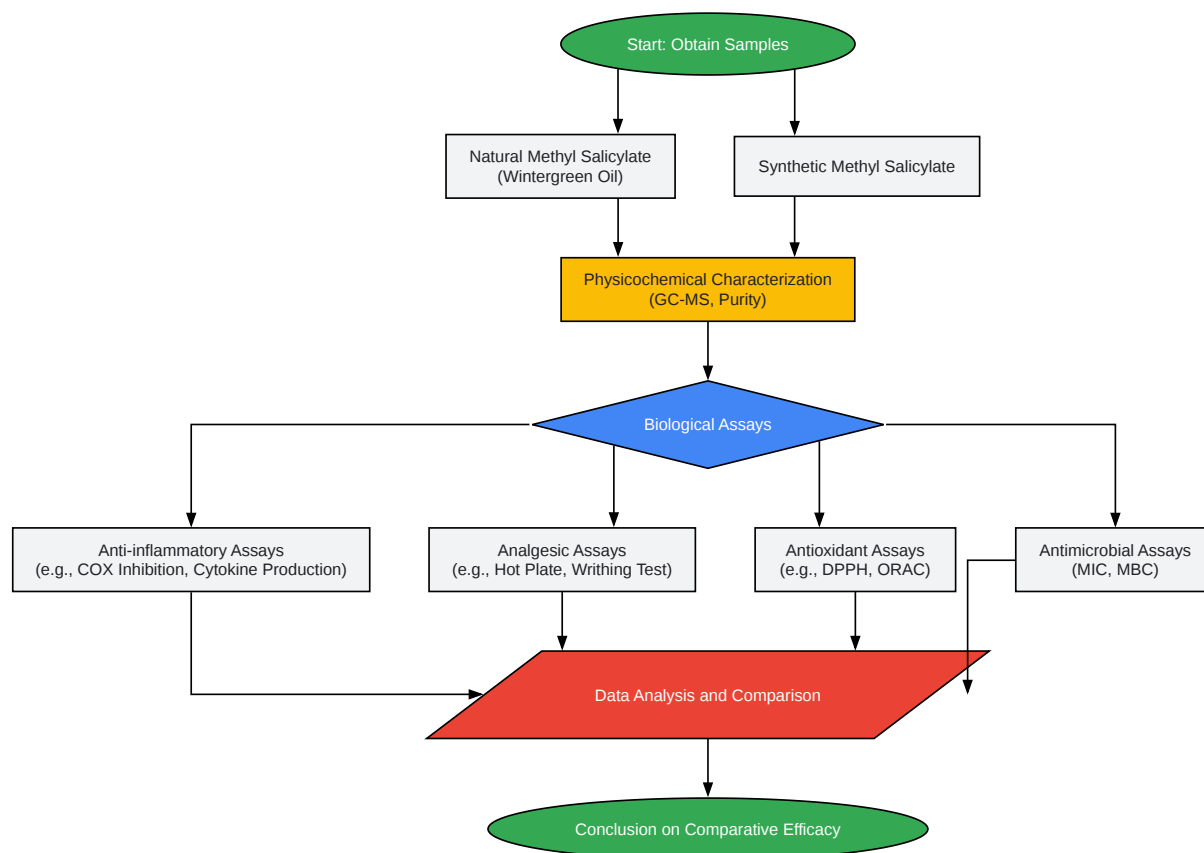 Start: Obtain Samples
Natural Methyl Salicylate
(Wintergreen Oil)
Synthetic Methyl Salicylate
Physicochemical Characterization
(GC-MS, Purity)
Biological Assays
Anti-inflammatory Assays
(e.g., COX Inhibition, Cytokine Production)
Analgesic Assays
(e.g., Hot Plate, Writhing Test)
Antioxidant Assays
(e.g., DPPH, ORAC)
Antimicrobial Assays
(MIC, MBC)
Data Analysis and Comparison
Conclusion on Comparative Efficacy